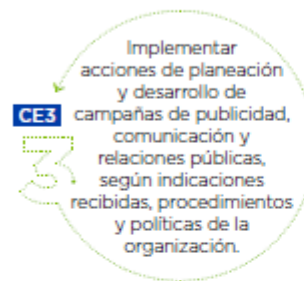 Implementar
acciones de planeación
y desarrollo de
CE3 campañas de publicidad,
comunicación y
3
relaciones públicas,
según indicaciones
recibidas, procedimientos
y políticas de la
organización.